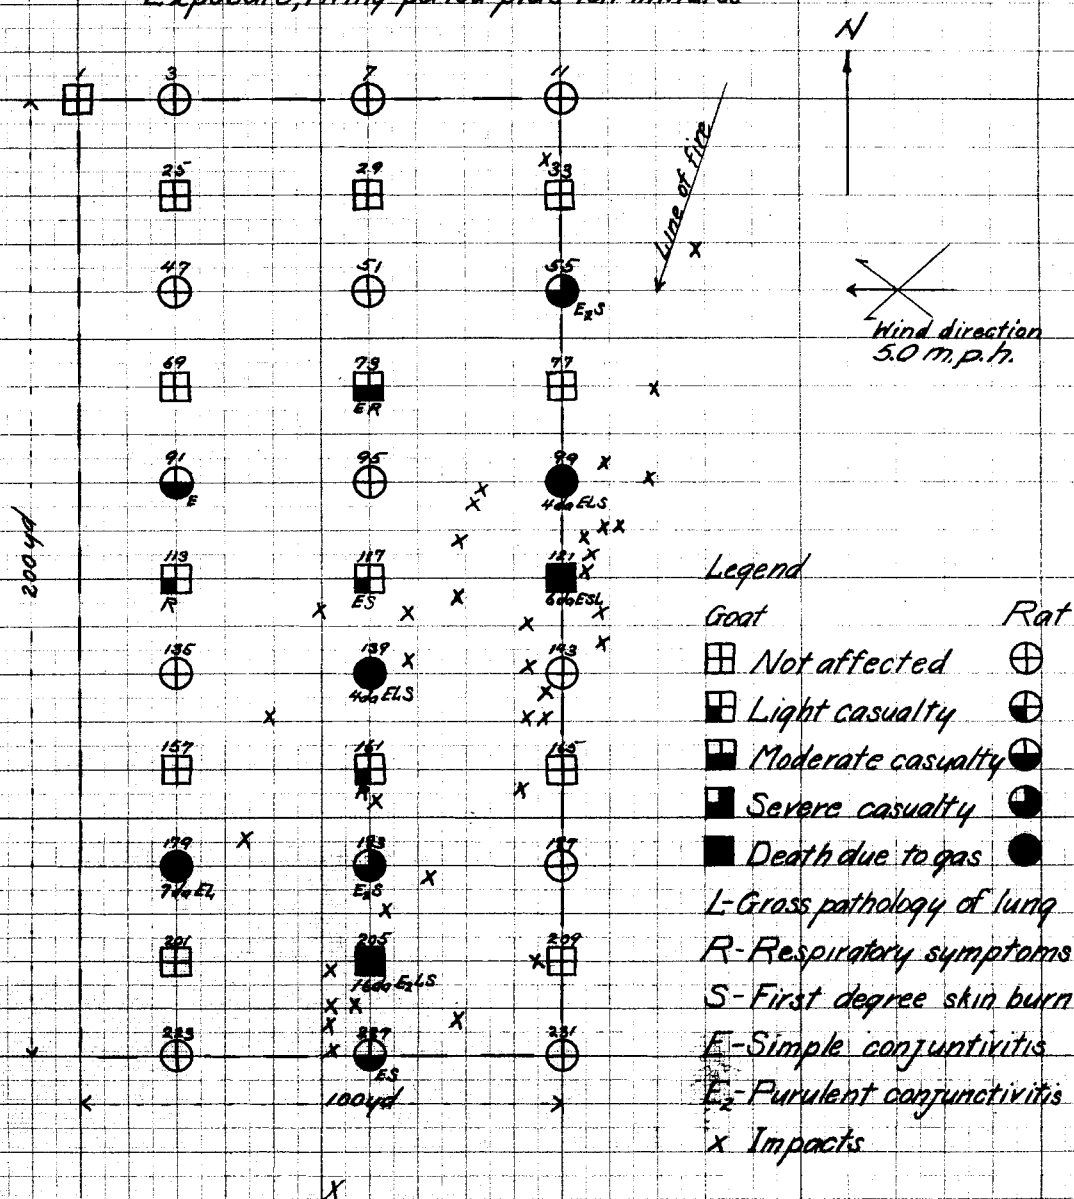 Exposure, firing period plus ten minutes
N
1 3 7 11
25 29 33
x
Line of fire
x
47 51 55
E₂S
Wind direction
5.0 m.p.h.
69 73 77
ER
x
91 95 99
E 4da ELS
200yd
113 117 121
R ES 6da ESL
Legend
Goat Rat
Not affected
Light casualty
Moderate casualty
Severe casualty
Death due to gas
L-Gross pathology of lung
R-Respiratory symptoms
S-First degree skin burn
E-Simple conjuntivitis
E₂-Purulent conjunctivitis
x Impacts
135 139 143
4da ELS
157 161 165
R
179 183 187
7da EL E₂S
201 205 209
16da E₂LS
223 227 231
ES
100yd